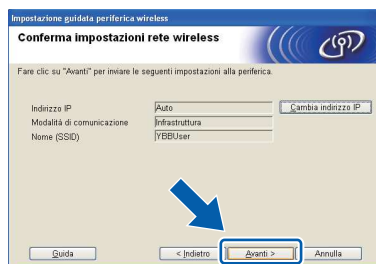 Impostazione guidata periferica wireless
Conferma impostazioni rete wireless
Fare clic su "Avanti" per inviare le seguenti impostazioni alla periferica.
Indirizzo IP Auto Cambia indirizzo IP
Modalità di comunicazione Infrastruttura
Nome (SSID) YBBUser
Guida < Indietro Avanti > Annulla